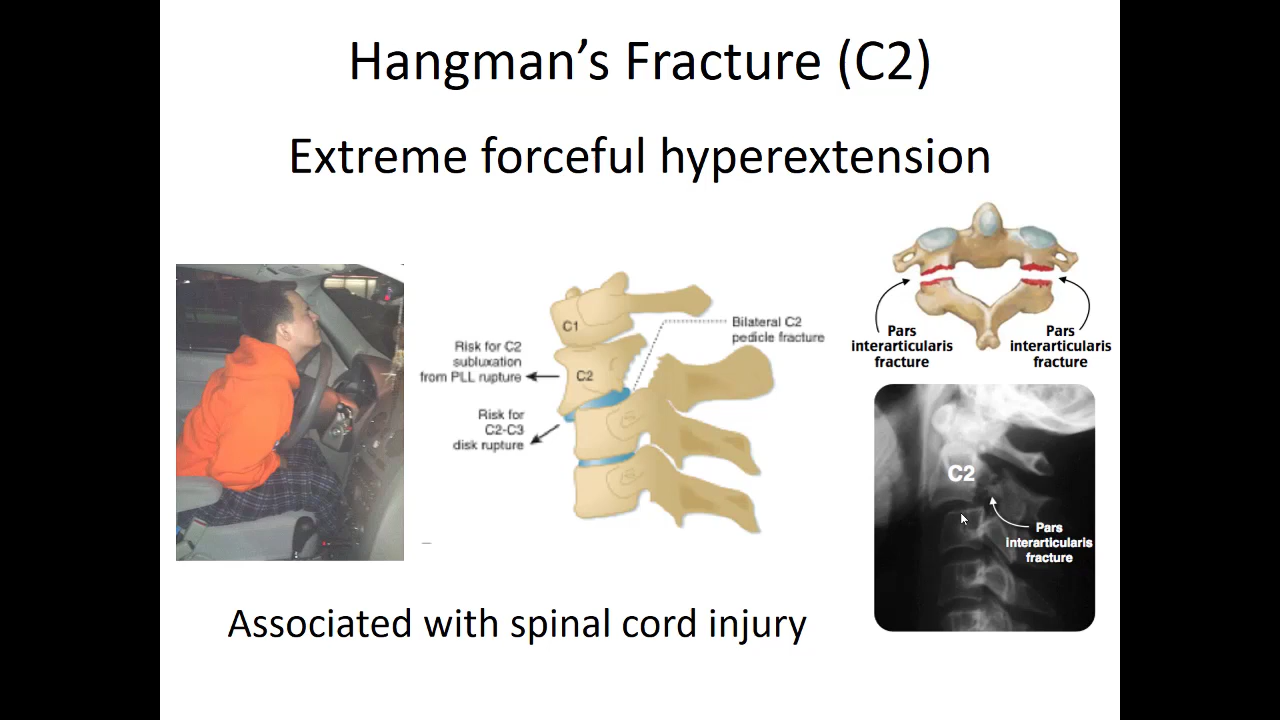 Hangman’s Fracture (C2)
Extreme forceful hyperextension
C1
Bilateral C2
pedicle fracture
Risk for C2
subluxation
from PLL rupture
C2
Risk for
C2-C3
disk rupture
Pars
interarticularis
fracture
Pars
interarticularis
fracture
C2
Pars
interarticularis
fracture
Associated with spinal cord injury